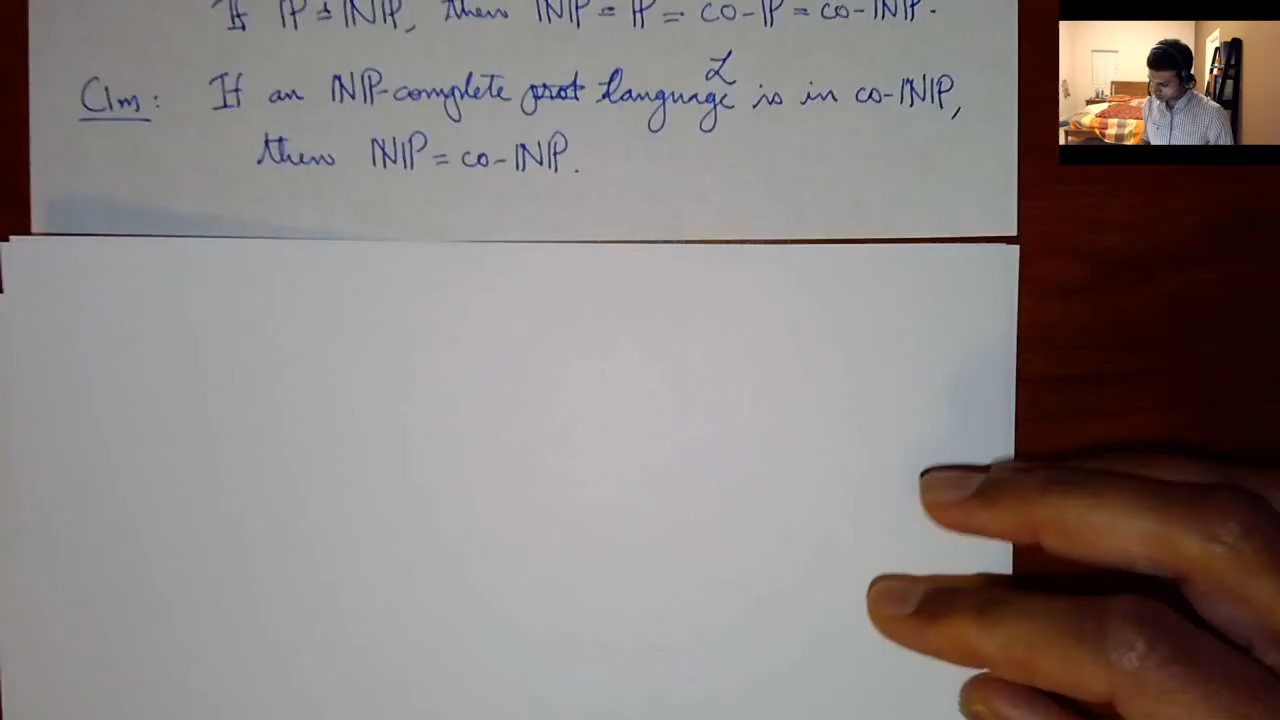 If ℙ = ℕℙ, then ℕℙ = ℙ = co-ℙ = co-ℕℙ.
Clm: If an ℕℙ-complete language L is in co-ℕℙ,
then ℕℙ = co-ℕℙ.